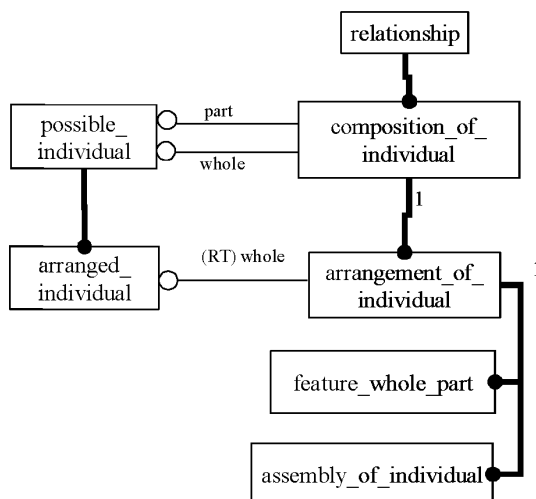 relationship
possible_
individual
part
whole
composition_of_
individual
1
arranged_
individual
(RT) whole
arrangement_of_
individual
feature_whole_part
assembly_of_individual